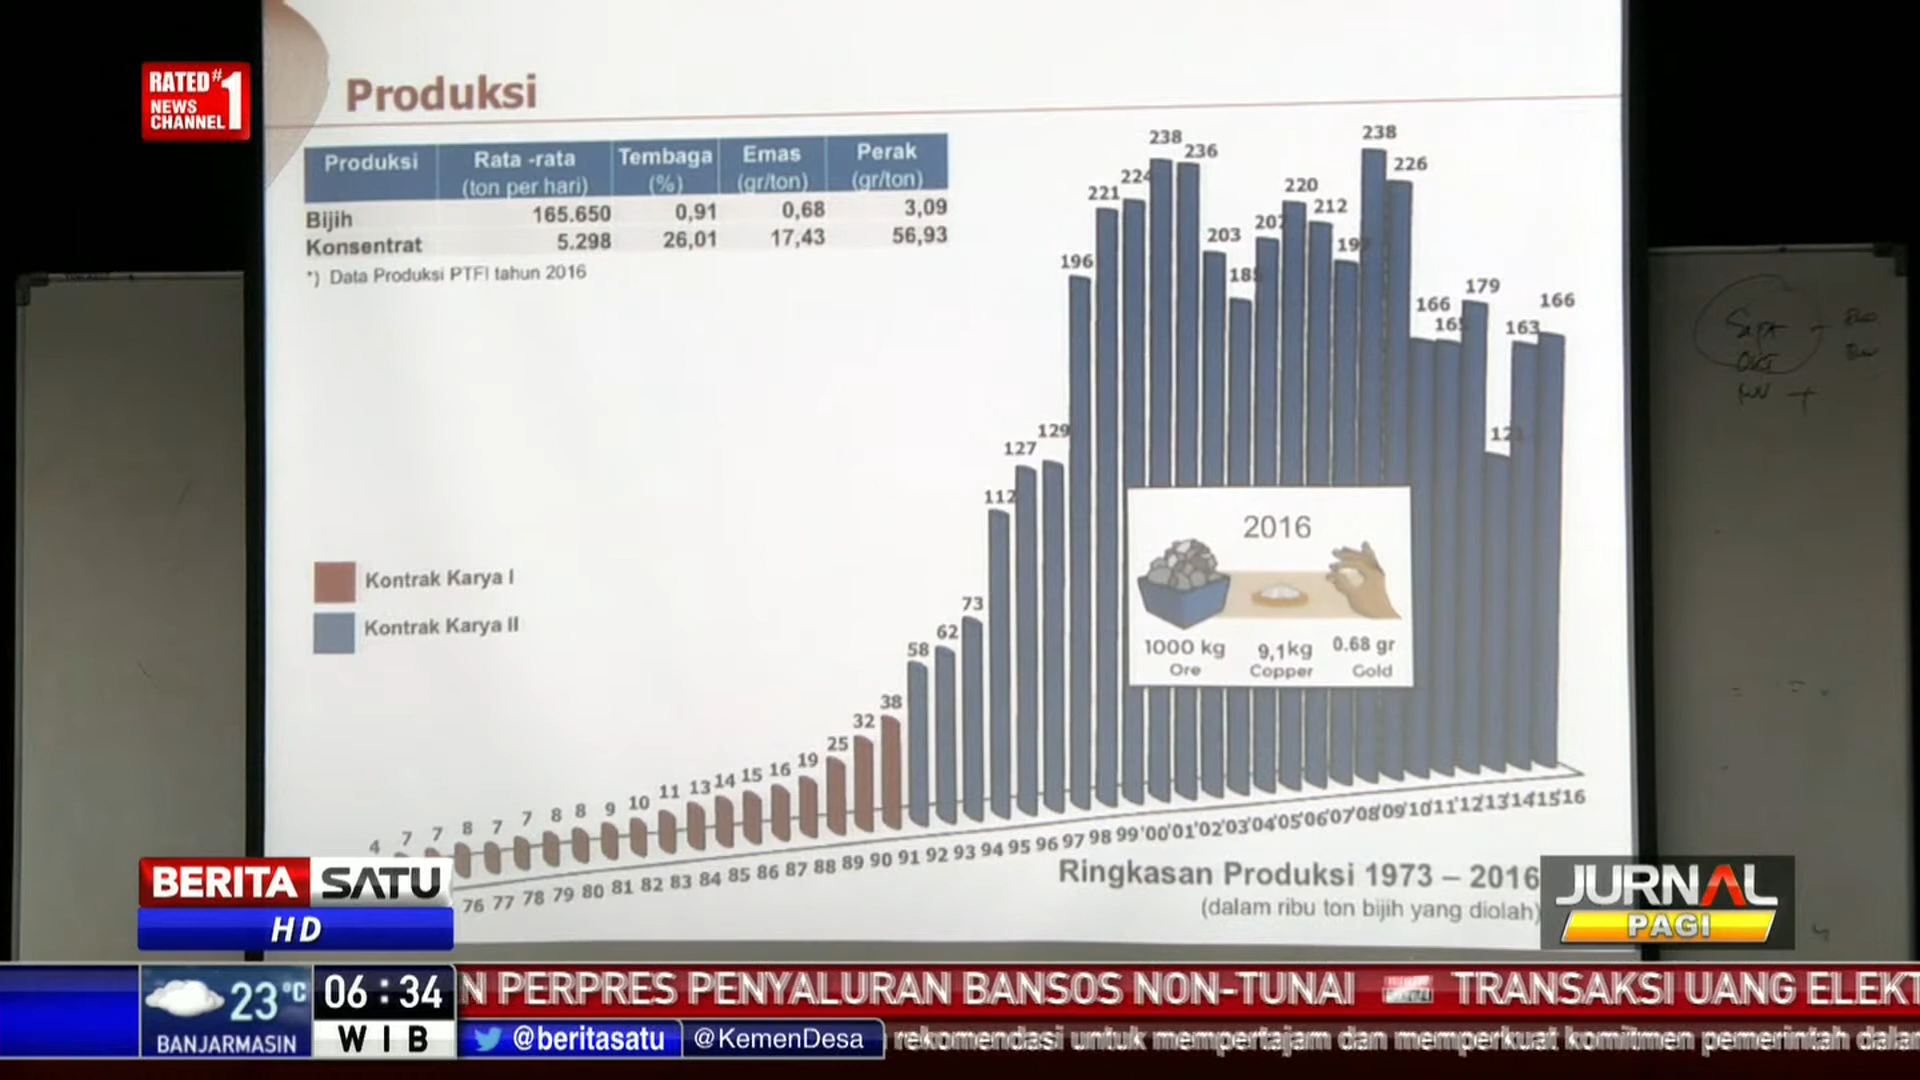 RATED #1
NEWS
CHANNEL
Produksi
Produksi Rata -rata (ton per hari) Tembaga (%) Emas (gr/ton) Perak (gr/ton)
Bijih 165.650 0,91 0,68 3,09
Konsentrat 5.298 26,01 17,43 56,93
*) Data Produksi PTFI tahun 2016
Kontrak Karya I
Kontrak Karya II
4 7 7 8 7 7 8 8 9 10 11 13 14 15 16 19 25 32 38 58 62 73 112 127 129 196 221 224 238 236 203 207 220 212 238 226 166 179 163 166
2016
1000 kg 9,1kg 0.68 gr
Ore Copper Gold
76 77 78 79 80 81 82 83 84 85 86 87 88 89 90 91 92 93 94 95 96 97 98 99 '00 '01 '02 '03 '04 '05 '06 '07 '08 '09 '10 '11 '12 '13 '14 '15 '16
Ringkasan Produksi 1973 – 2016
(dalam ribu ton bijih yang diolah)
BERITA SATU
HD
JURNAL
PAGI
23°C
BANJARMASIN
06:34
WIB
N PERPRES PENYALURAN BANSOS NON-TUNAI TRANSAKSI UANG ELEKT
@beritasatu @KemenDesa rekomendasi untuk mempertajam dan memperkuat komitmen pemerintah dala